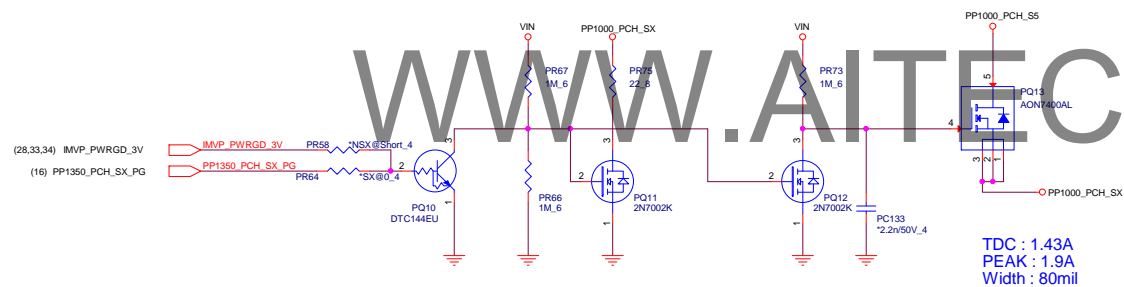 WWW.AITEC
VIN
PP1000_PCH_SX
VIN
PP1000_PCH_S5
PR67
1M_6
PR75
22_8
PR73
1M_6
5
PQ13
AON7400AL
4
3
2
1
(28,33,34) IMVP_PWRGD_3V
IMVP_PWRGD_3V
PR58
*NSX@Short_4
(16) PP1350_PCH_SX_PG
PP1350_PCH_SX_PG
PR64
*SX@0_4
2
3
1
PQ10
DTC144EU
PR66
1M_6
2
3
1
PQ11
2N7002K
2
3
1
PQ12
2N7002K
PC133
*2.2n/50V_4
PP1000_PCH_SX
TDC : 1.43A
PEAK : 1.9A
Width : 80mil